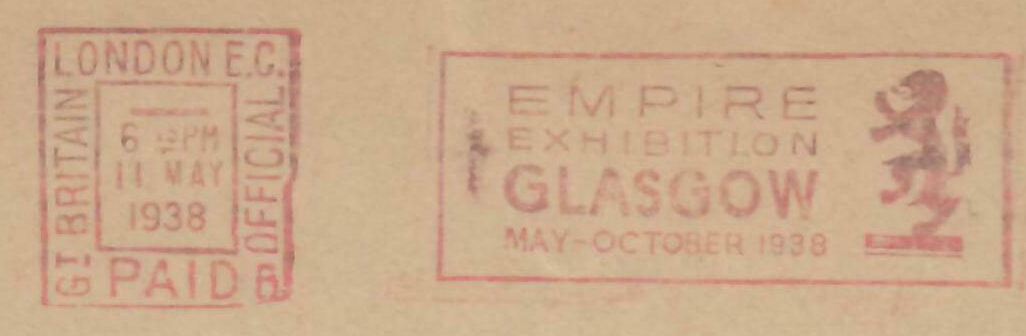 LONDON E.C.
GT BRITAIN
OFFICIAL
6 PM
11 MAY
1938
PAID
EMPIRE
EXHIBITION
GLASGOW
MAY-OCTOBER 1938